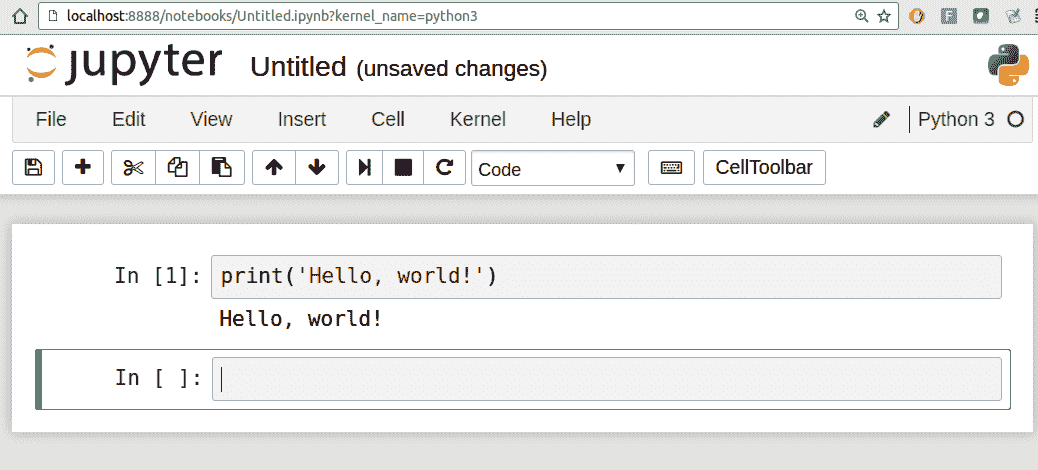 localhost:8888/notebooks/Untitled.ipynb?kernel_name=python3
jupyter Untitled (unsaved changes)
File Edit View Insert Cell Kernel Help Python 3
Code CellToolbar
In [1]: print('Hello, world!')
Hello, world!
In [ ]: